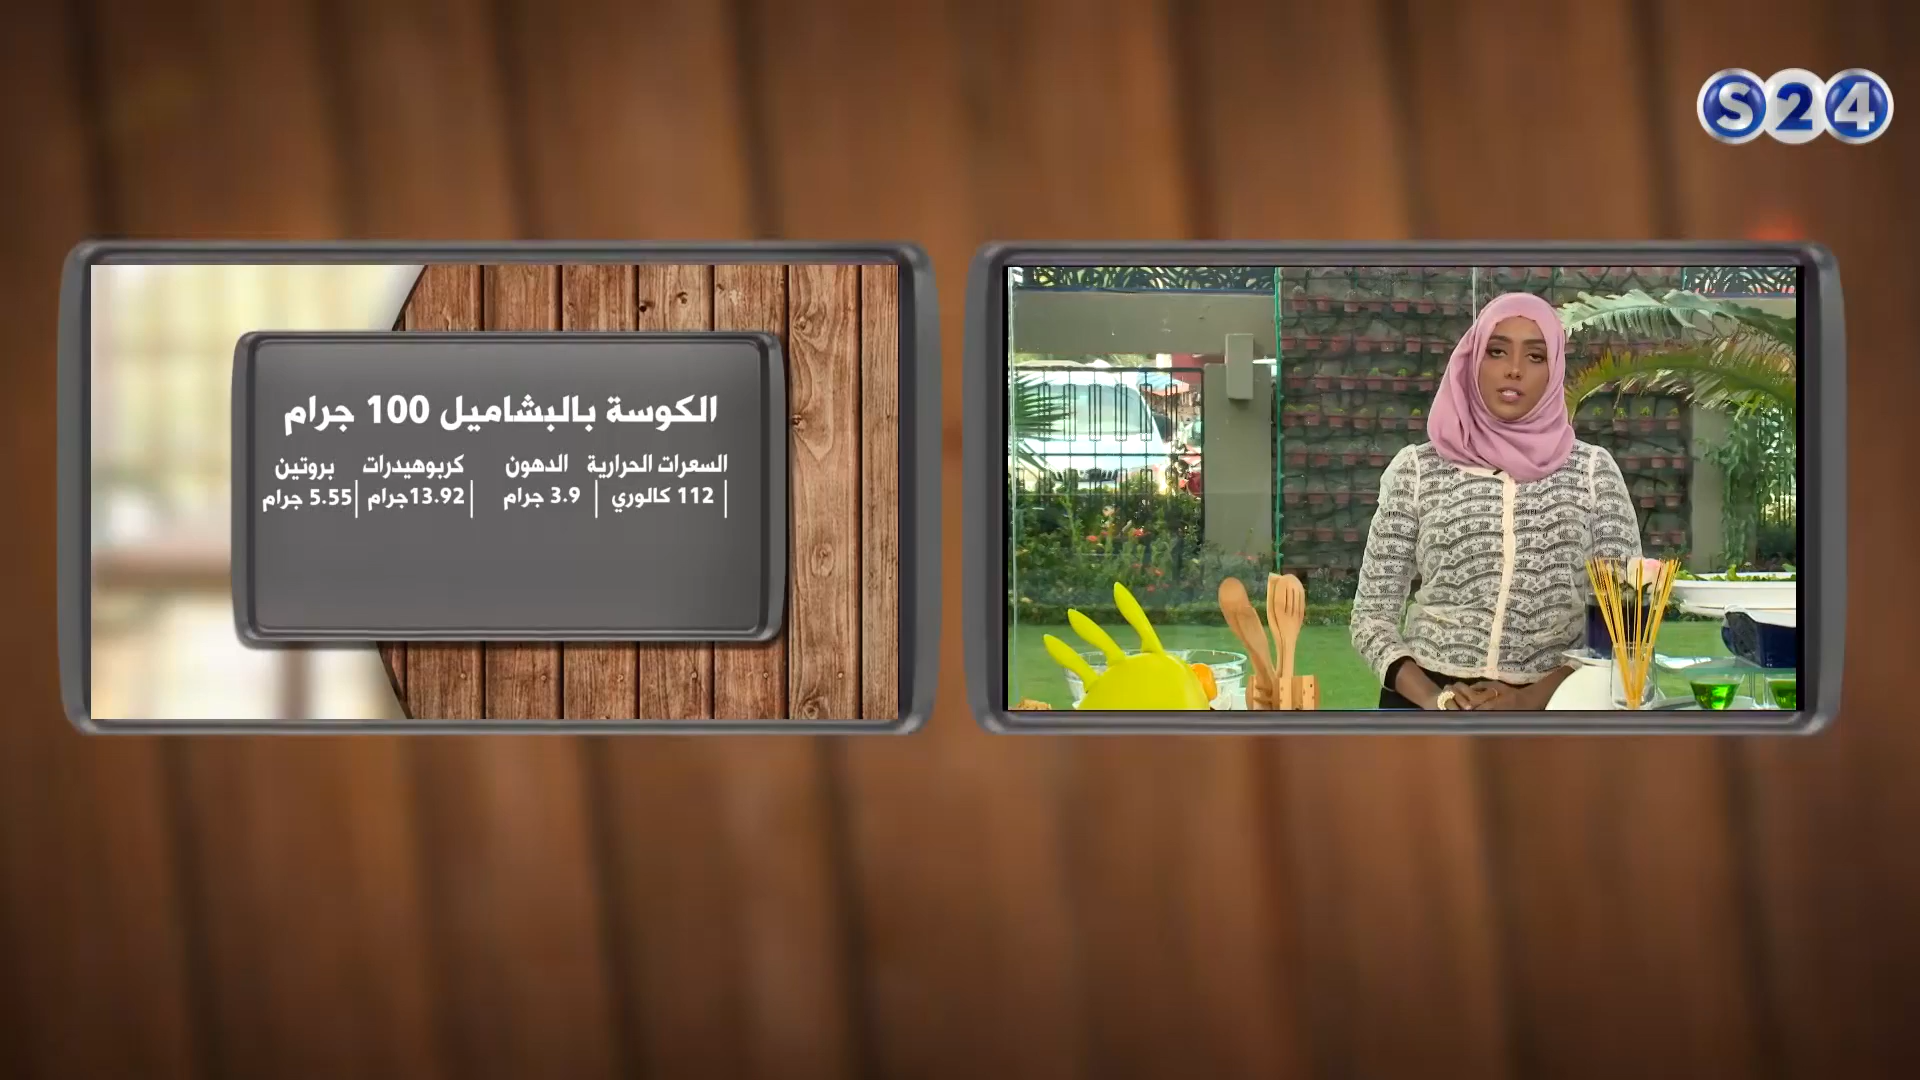 S24
الكوسة بالبشاميل 100 جرام
السعرات الحرارية الدهون كربوهيدرات بروتين
112 كالوري 3.9 جرام 13.92جرام 5.55 جرام